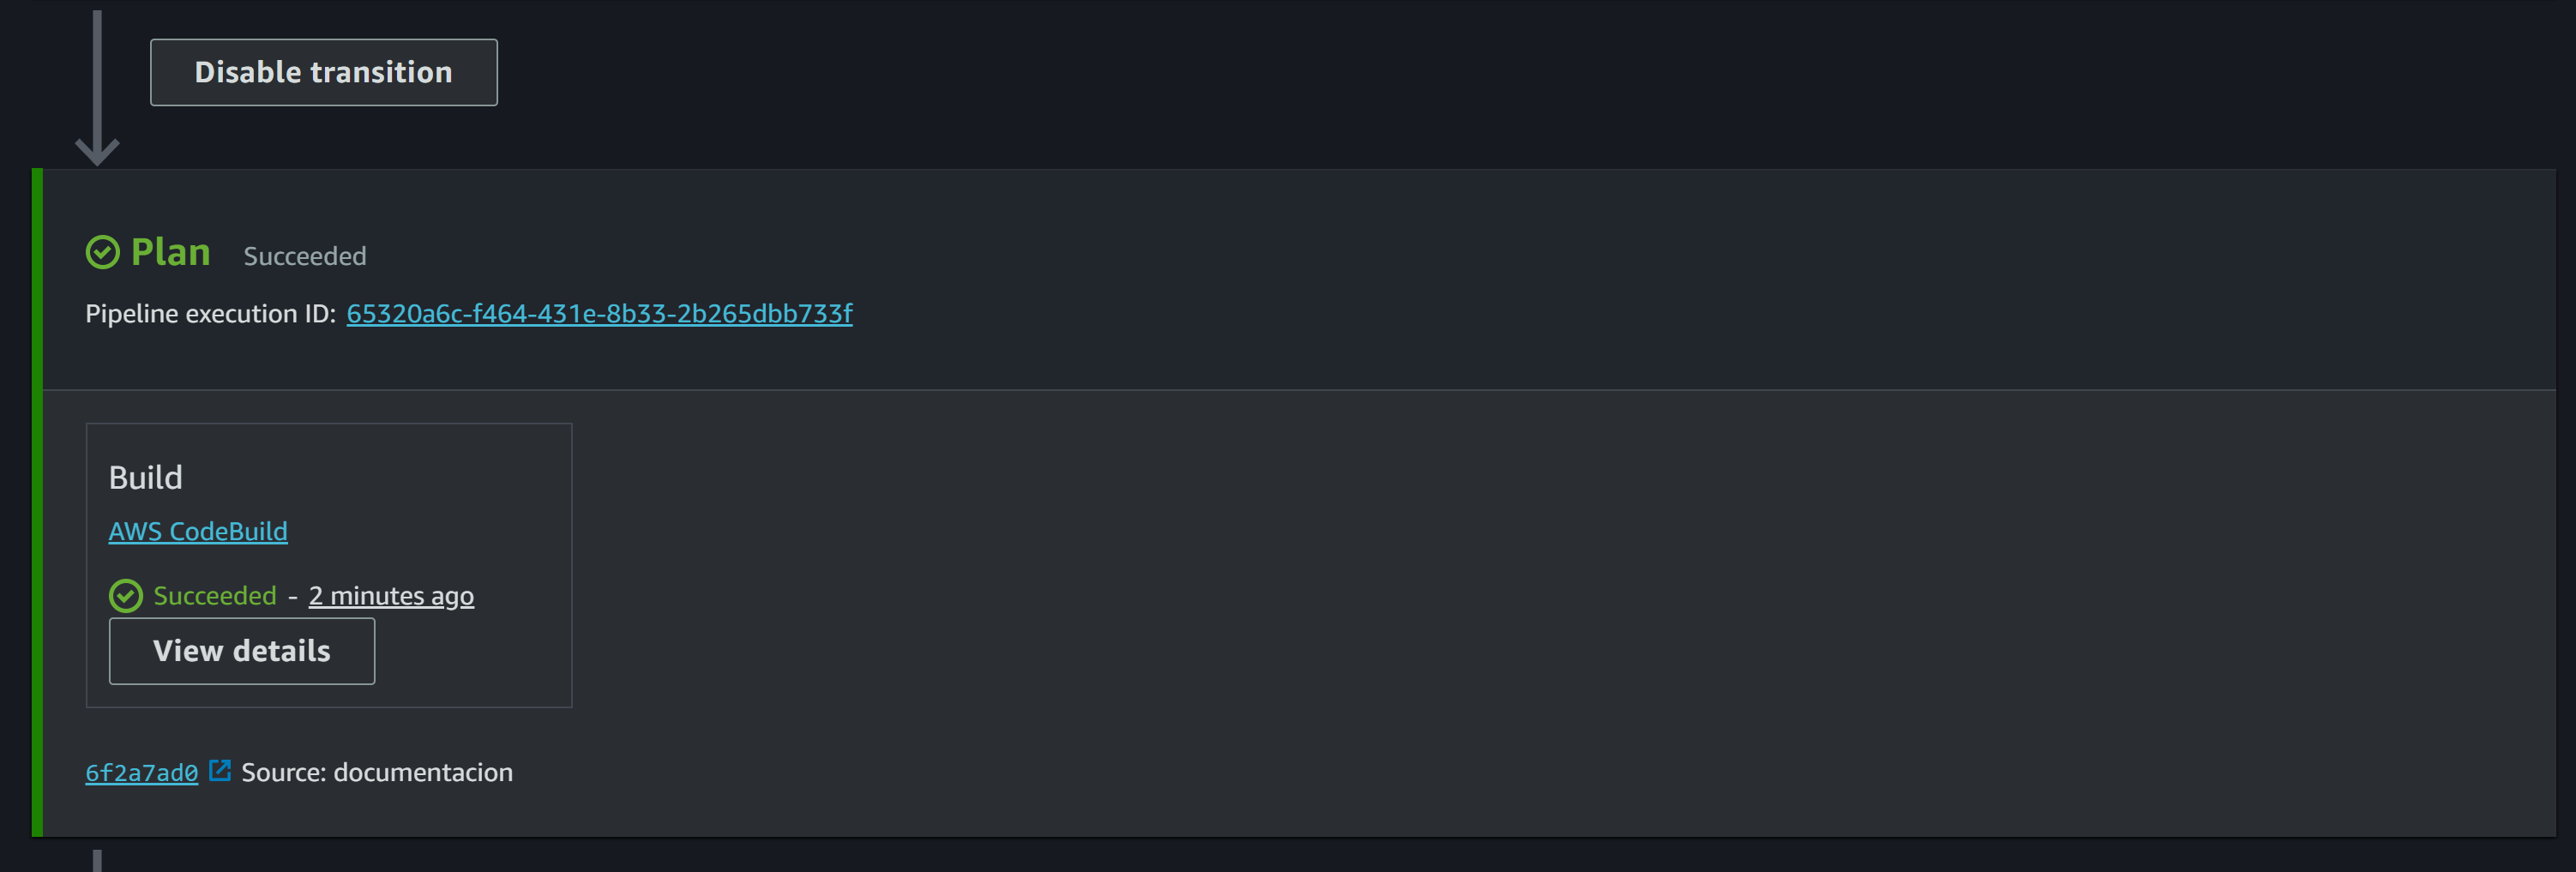 Disable transition
Plan Succeeded
Pipeline execution ID: 65320a6c-f464-431e-8b33-2b265dbb733f
Build
AWS CodeBuild
Succeeded - 2 minutes ago
View details
6f2a7ad0 Source: documentacion